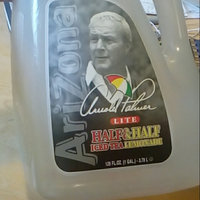 AriZona
Arnold Palmer
LITE
HALF&HALF
ICED TEA LEMONADE
128 FL OZ (1 GAL) - 3.78 L